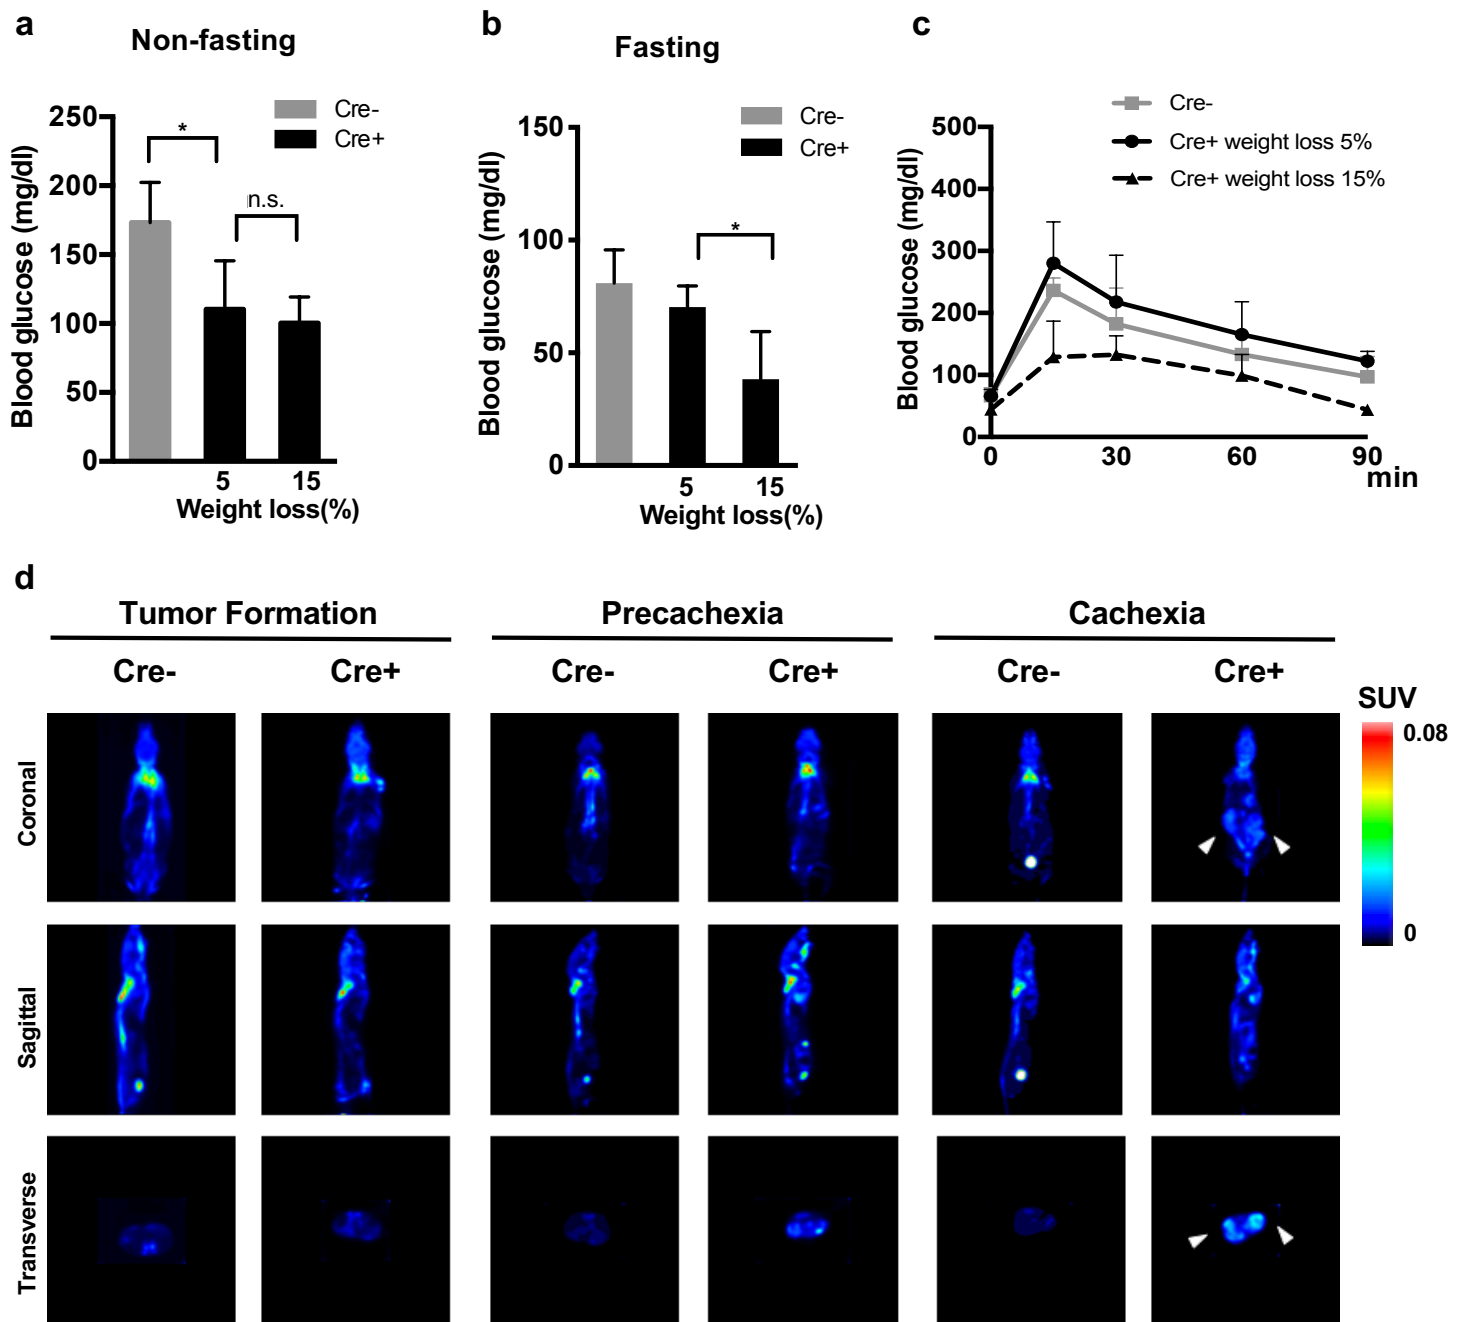 a
Non-fasting
Blood glucose (mg/dl)
250
200
150
100
50
0
Cre-
Cre+
*
n.s.
5 15
Weight loss(%)
b
Fasting
Blood glucose (mg/dl)
150
100
50
0
Cre-
Cre+
*
5 15
Weight loss(%)
c
Cre-
Cre+ weight loss 5%
Cre+ weight loss 15%
Blood glucose (mg/dl)
500
400
300
200
100
0
0 30 60 90
min
d
Tumor Formation Precachexia Cachexia
Cre- Cre+ Cre- Cre+ Cre- Cre+
SUV
0.08
0
Coronal
Sagittal
Transverse